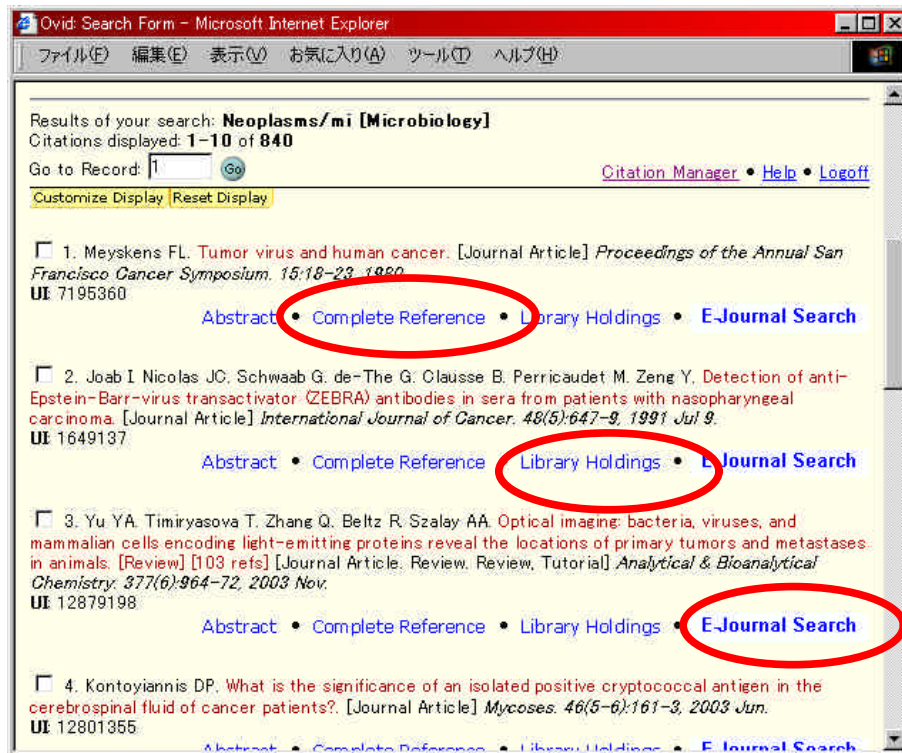 Ovid: Search Form - Microsoft Internet Explorer
ファイル(F) 編集(E) 表示(V) お気に入り(A) ツール(T) ヘルプ(H)
Results of your search: Neoplasms/mi [Microbiology]
Citations displayed: 1-10 of 840
Go to Record: 1 Go Citation Manager • Help • Logoff
Customize Display Reset Display
1. Meyskens FL. Tumor virus and human cancer. [Journal Article] Proceedings of the Annual San
Francisco Cancer Symposium. 15:18-23, 1980
UI: 7195360
Abstract • Complete Reference • Library Holdings • E-Journal Search
2. Joab I. Nicolas JC. Schwaab G. de-The G. Clausse B. Perricaudet M. Zeng Y. Detection of anti-
Epstein-Barr-virus transactivator (ZEBRA) antibodies in sera from patients with nasopharyngeal
carcinoma. [Journal Article] International Journal of Cancer. 48(5):647-9, 1991 Jul 9.
UI: 1649137
Abstract • Complete Reference • Library Holdings • E-Journal Search
3. Yu YA. Timiryasova T. Zhang Q. Beltz R. Szalay AA. Optical imaging: bacteria, viruses, and
mammalian cells encoding light-emitting proteins reveal the locations of primary tumors and metastases
in animals. [Review] [103 refs] [Journal Article. Review. Review, Tutorial] Analytical & Bioanalytical
Chemistry. 377(6):964-72, 2003 Nov.
UI: 12879198
Abstract • Complete Reference • Library Holdings • E-Journal Search
4. Kontoyiannis DP. What is the significance of an isolated positive cryptococcal antigen in the
cerebrospinal fluid of cancer patients?. [Journal Article] Mycoses. 46(5-6):161-3, 2003 Jun.
UI: 12801355
Abstract • Complete Reference • Library Holdings • E-Journal Search